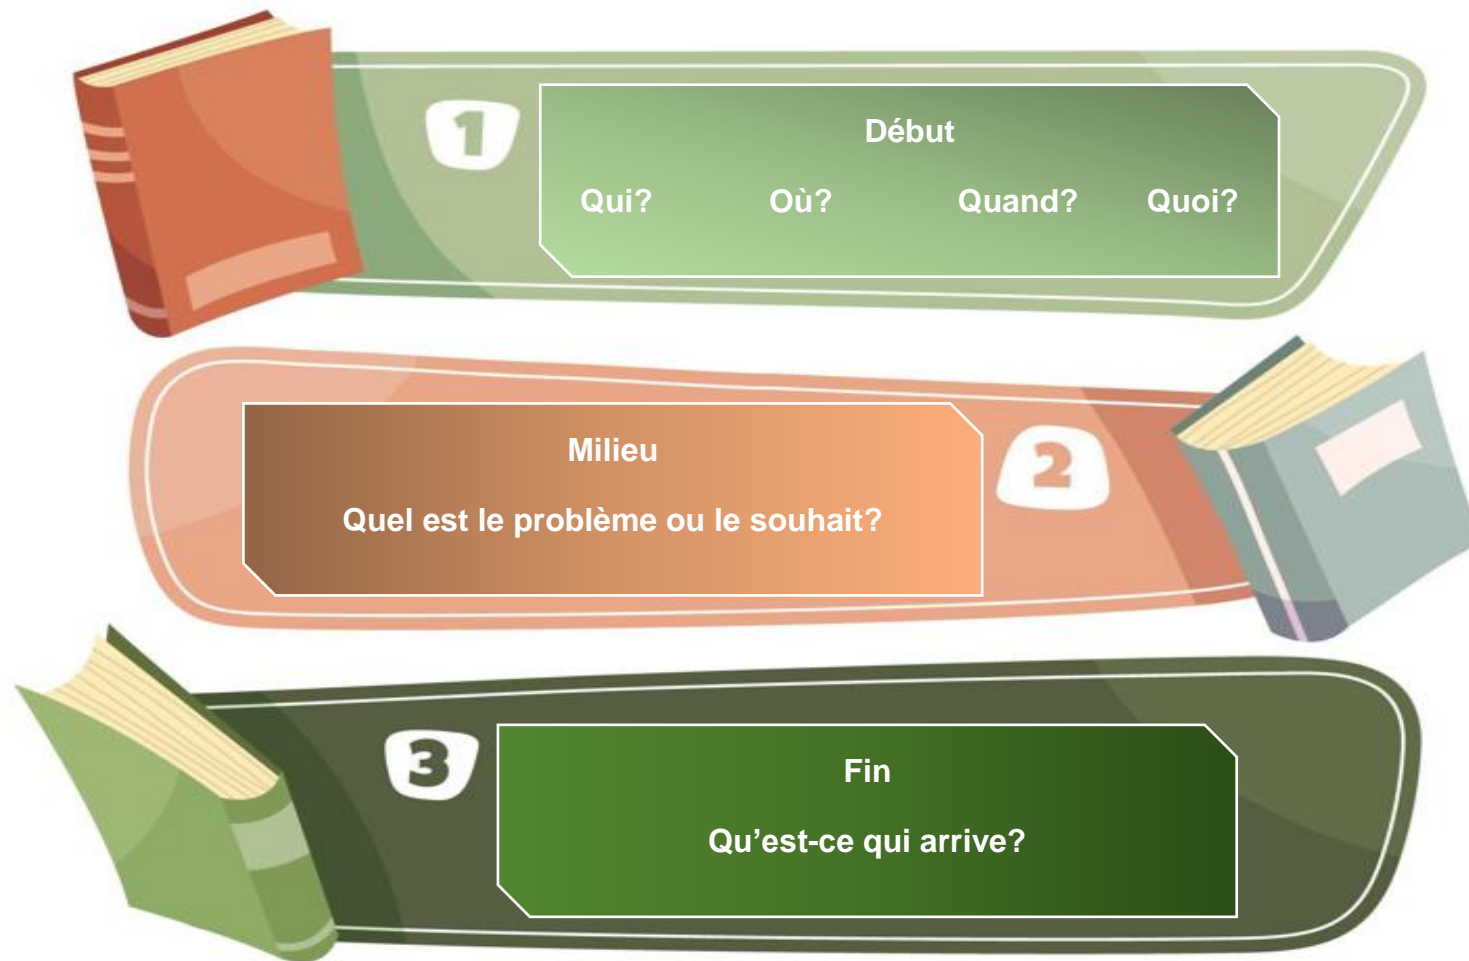 1
Début
Qui? Où? Quand? Quoi?
Milieu
Quel est le problème ou le souhait?
2
3
Fin
Qu’est-ce qui arrive?